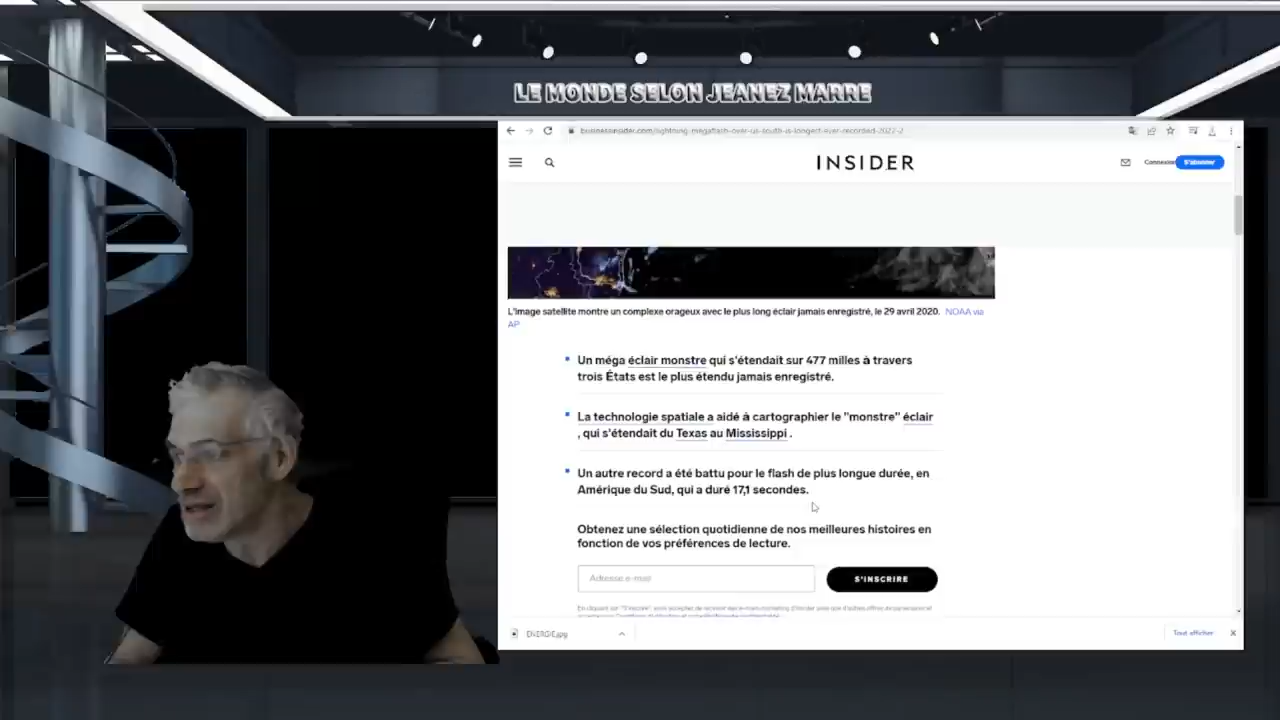 LE MONDE SELON JEANEZ MARRE
businessinsider.com/lightning-megaflash-over-us-south-is-longest-ever-recorded-2022-2
INSIDER
Connexion
S'abonner
L'image satellite montre un complexe orageux avec le plus long éclair jamais enregistré, le 29 avril 2020. NOAA via
AP
Un méga éclair monstre qui s'étendait sur 477 milles à travers
trois États est le plus étendu jamais enregistré.
La technologie spatiale a aidé à cartographier le "monstre" éclair
, qui s'étendait du Texas au Mississippi .
Un autre record a été battu pour le flash de plus longue durée, en
Amérique du Sud, qui a duré 17,1 secondes.
Obtenez une sélection quotidienne de nos meilleures histoires en
fonction de vos préférences de lecture.
Adresse e-mail
S'INSCRIRE
ENERGIE.jpg
Tout afficher